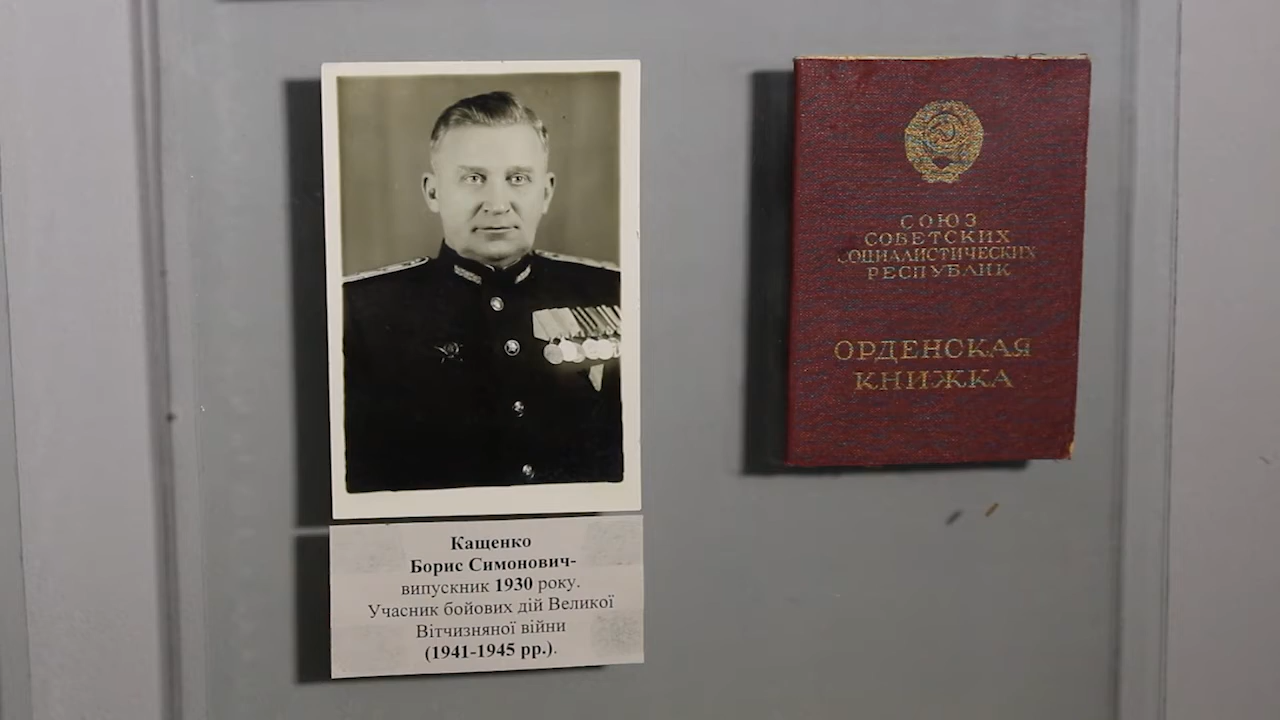 Кащенко
Борис Симонович-
випускник 1930 року.
Учасник бойових дій Великої
Вітчизняної війни
(1941-1945 рр.).
СОЮЗ
СОВЕТСКИХ
СОЦИАЛИСТИЧЕСКИХ
РЕСПУБЛИК
ОРДЕНСКАЯ
КНИЖКА